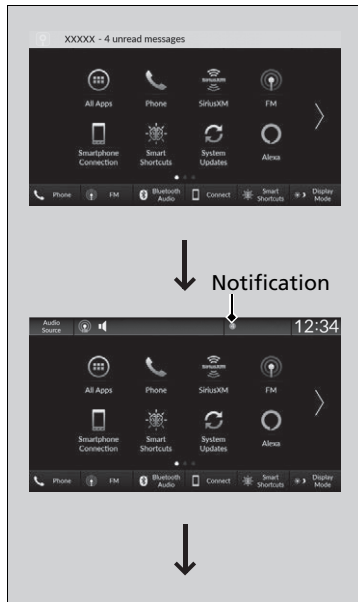 XXXXX - 4 unread messages
All Apps
Phone
SiriusXM
FM
Smartphone
Connection
Smart
Shortcuts
System
Updates
Alexa
Phone
FM
Bluetooth
Audio
Connect
Smart
Shortcuts
Display
Mode
Notification
Audio
Source
12:34
All Apps
Phone
SiriusXM
FM
Smartphone
Connection
Smart
Shortcuts
System
Updates
Alexa
Phone
FM
Bluetooth
Audio
Connect
Smart
Shortcuts
Display
Mode